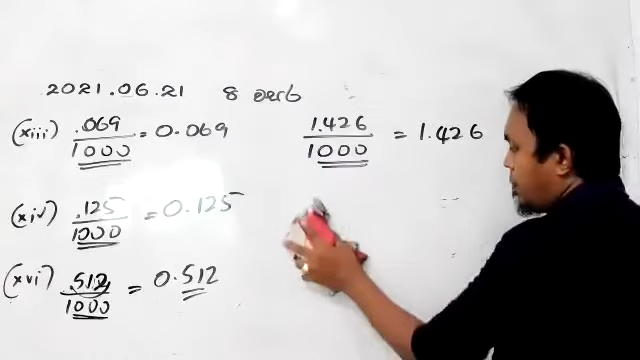 2021.06.21 8
(xiii) .069/1000 = 0.069
1.426/1000 = 1.426
(xiv) .125/1000 = 0.125
(xvi) .512/1000 = 0.512